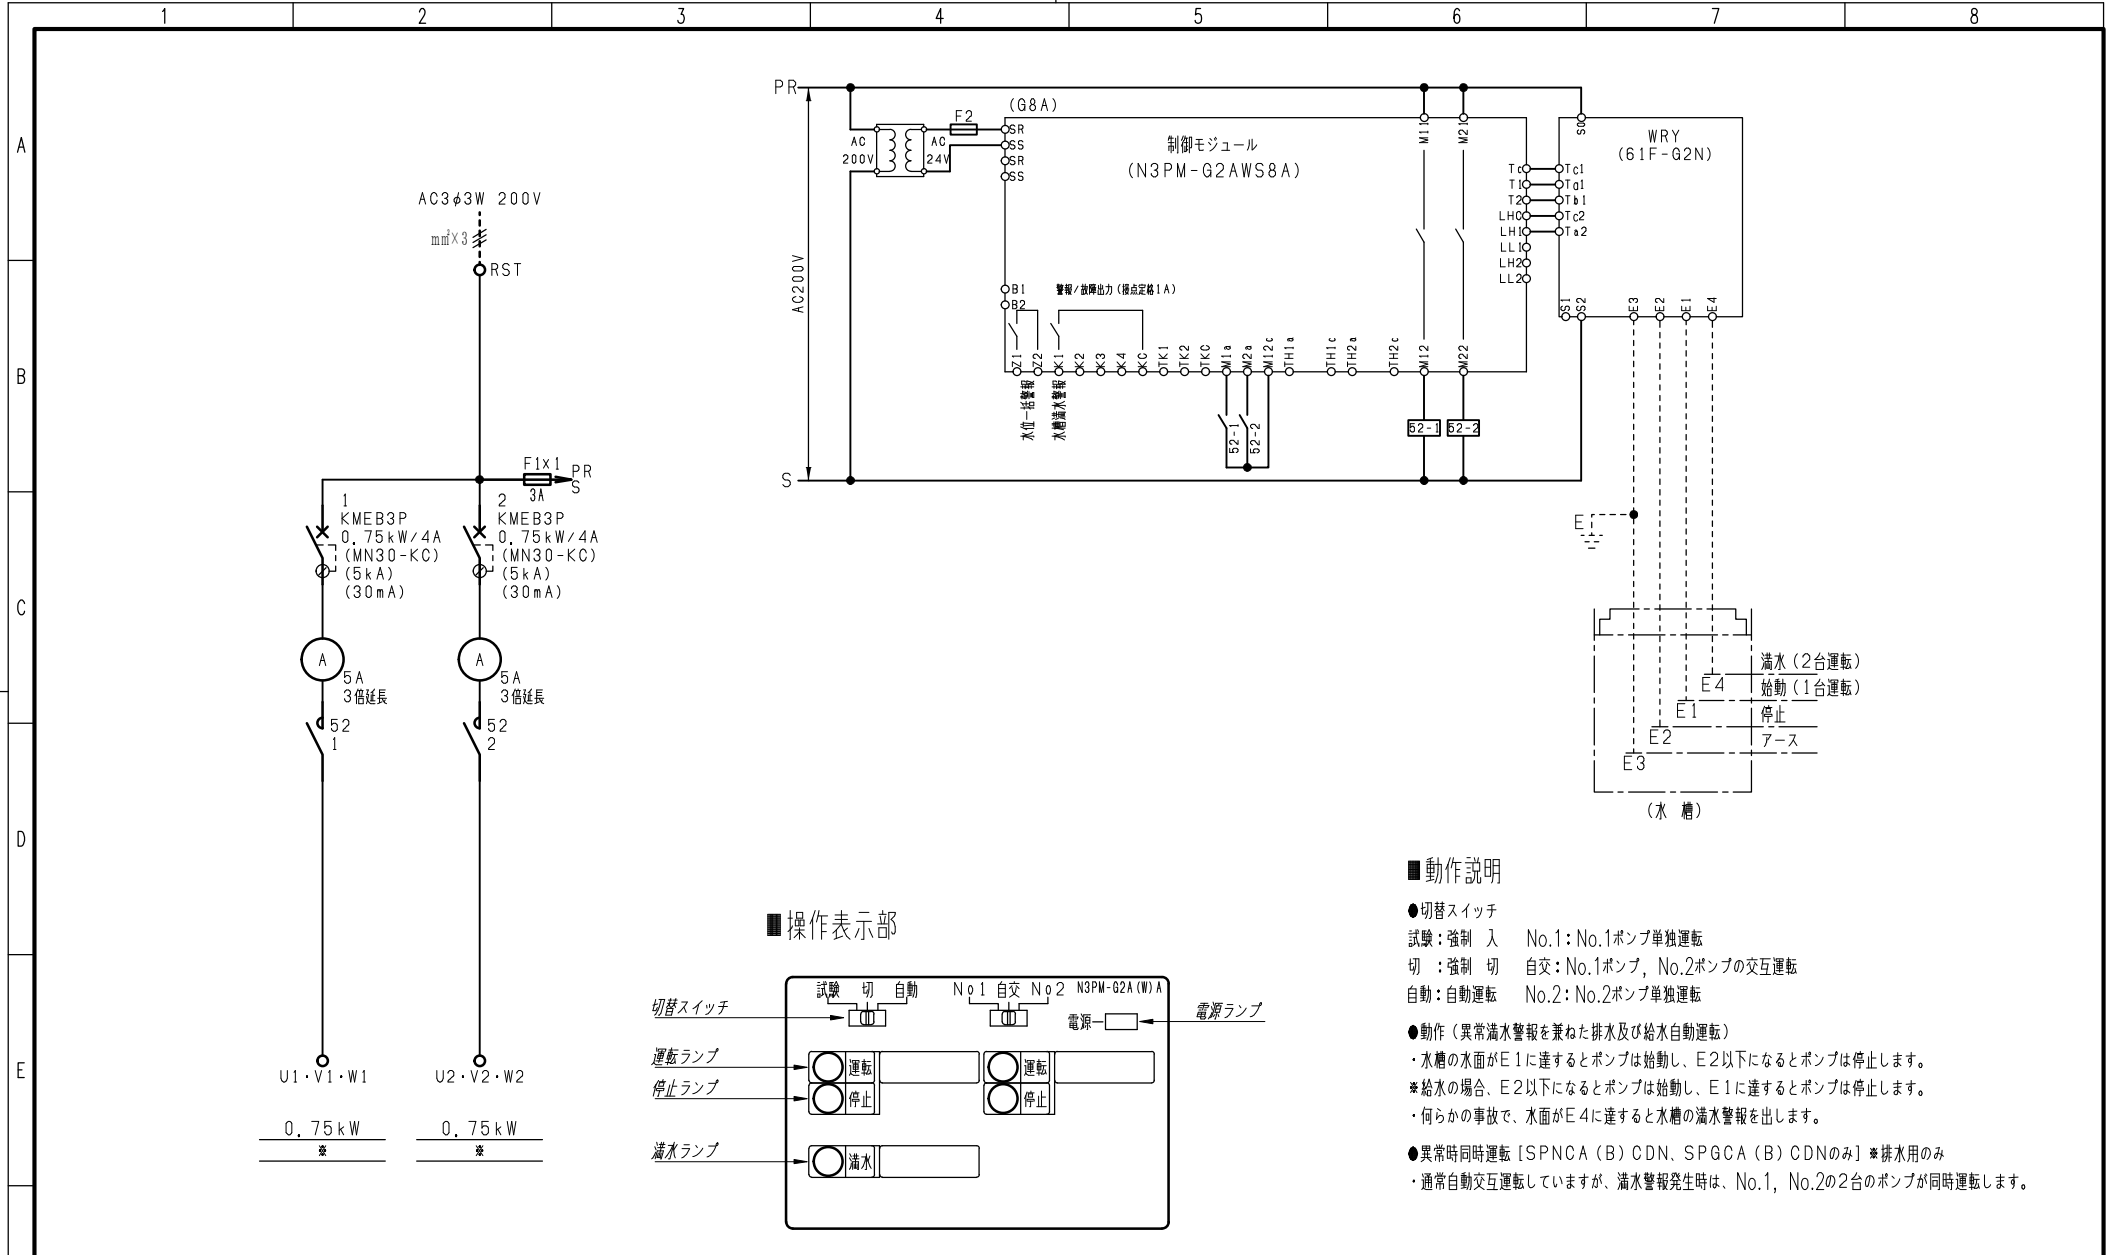 1 2 3 4 5 6 7 8
A
B
C
D
E
AC3φ3W 200V
mm²×3
RST
F1x1
3A
PR
S
1
KMEB3P
0.75kW/4A
(MN30-KC)
(5kA)
(30mA)
2
KMEB3P
0.75kW/4A
(MN30-KC)
(5kA)
(30mA)
A
5A
3倍延長
A
5A
3倍延長
52
1
52
2
U1・V1・W1
U2・V2・W2
0.75kW
※
0.75kW
※
PR
AC200V
S
AC
200V
AC
24V
F2
(G8A)
SR
SS
SR
SS
制御モジュール
(N3PM-G2AWS8A)
M11
M21
Tc
T1
T2
LHC
LH1
LL1
LH2
LL2
B1
B2
警報/故障出力(接点定格1A)
Z1
Z2
K1
K2
K3
K4
KC
TK1
TK2
TKC
M1a
M2a
M12c
TH1a
TH1c
TH2a
TH2c
M12
M22
水位一括警報
水槽満水警報
52-1
52-2
52-1
52-2
S0
WRY
(61F-G2N)
Tc1
Ta1
Tb1
Tc2
Ta2
S1
S2
E3
E2
E1
E4
E
E4
満水(2台運転)
E1
始動(1台運転)
E2
停止
E3
アース
(水 槽)
■操作表示部
試験 切 自動
No1 自交 No2
N3PM-G2A(W)A
切替スイッチ
電源
電源ランプ
運転ランプ
運転
運転
停止ランプ
停止
停止
満水ランプ
満水
■動作説明
●切替スイッチ
試験:強制 入 No.1:No.1ポンプ単独運転
切 :強制 切 自交:No.1ポンプ, No.2ポンプの交互運転
自動:自動運転 No.2:No.2ポンプ単独運転
●動作(異常満水警報を兼ねた排水及び給水自動運転)
・水槽の水面がE1に達するとポンプは始動し、E2以下になるとポンプは停止します。
※給水の場合、E2以下になるとポンプは始動し、E1に達するとポンプは停止します。
・何らかの事故で、水面がE4に達すると水槽の満水警報を出します。
●異常時同時運転[SPNCA(B)CDN、SPGCA(B)CDNのみ]※排水用のみ
・通常自動交互運転していますが、満水警報発生時は、No.1, No.2の2台のポンプが同時運転します。